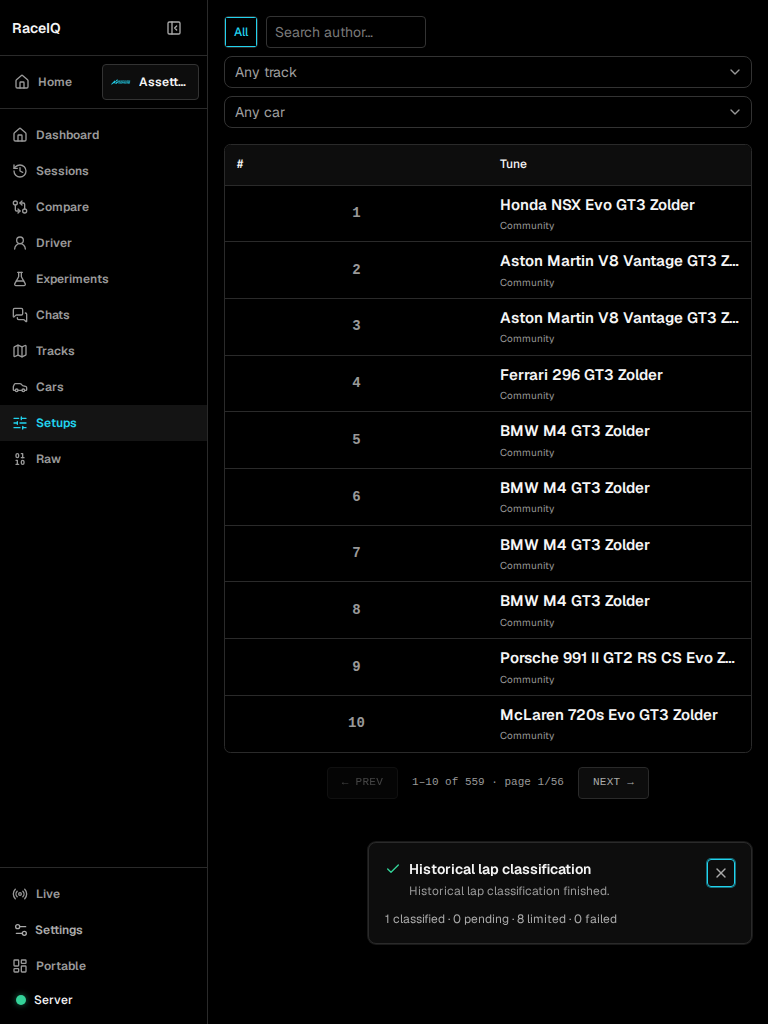 RaceIQ
Home
Assett...
Dashboard
Sessions
Compare
Driver
Experiments
Chats
Tracks
Cars
Setups
Raw
Live
Settings
Portable
Server
All
Search author...
Any track
Any car
# Tune
1 Honda NSX Evo GT3 Zolder
Community
2 Aston Martin V8 Vantage GT3 Z...
Community
3 Aston Martin V8 Vantage GT3 Z...
Community
4 Ferrari 296 GT3 Zolder
Community
5 BMW M4 GT3 Zolder
Community
6 BMW M4 GT3 Zolder
Community
7 BMW M4 GT3 Zolder
Community
8 BMW M4 GT3 Zolder
Community
9 Porsche 991 II GT2 RS CS Evo Z...
Community
10 McLaren 720s Evo GT3 Zolder
Community
← PREV 1–10 of 559 · page 1/56 NEXT →
Historical lap classification
Historical lap classification finished.
1 classified · 0 pending · 8 limited · 0 failed